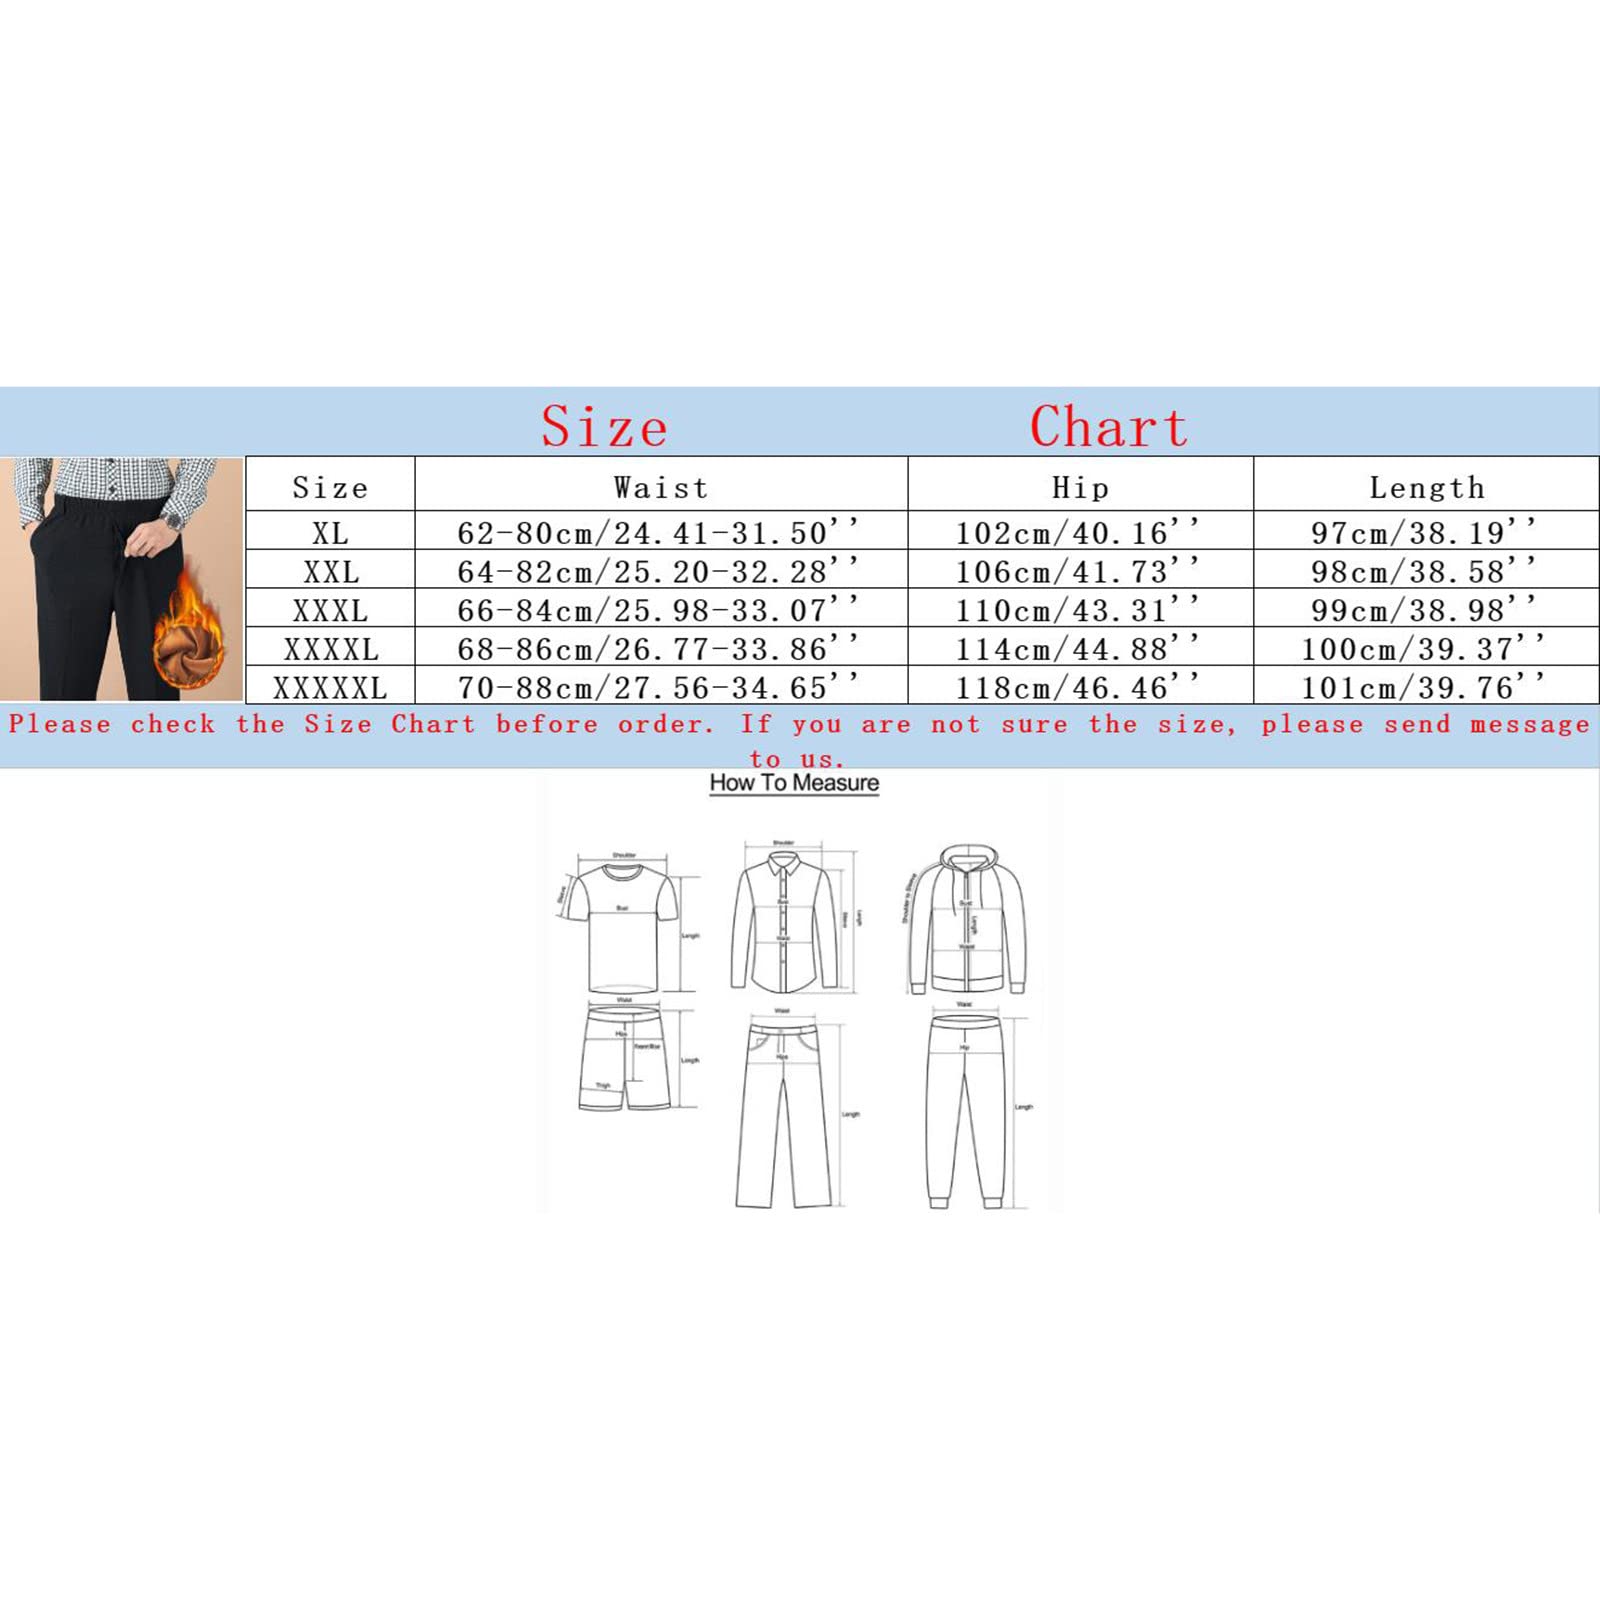 Size Chart
Size Waist Hip Length
XL 62-80cm/24.41-31.50'' 102cm/40.16'' 97cm/38.19''
XXL 64-82cm/25.20-32.28'' 106cm/41.73'' 98cm/38.58''
XXXL 66-84cm/25.98-33.07'' 110cm/43.31'' 99cm/38.98''
XXXXL 68-86cm/26.77-33.86'' 114cm/44.88'' 100cm/39.37''
XXXXXL 70-88cm/27.56-34.65'' 118cm/46.46'' 101cm/39.76''
Please check the Size Chart before order. If you are not sure the size, please send message
to us.
How To Measure
Shoulder
Sleeve
Bust
Length
Shoulder
Bust
Waist
Sleeve
Length
Shoulder to Sleeve
Bust
Length
Waist
Waist
Hips
Length
Thigh
Waist
Hips
Length
Waist
Hip
Length